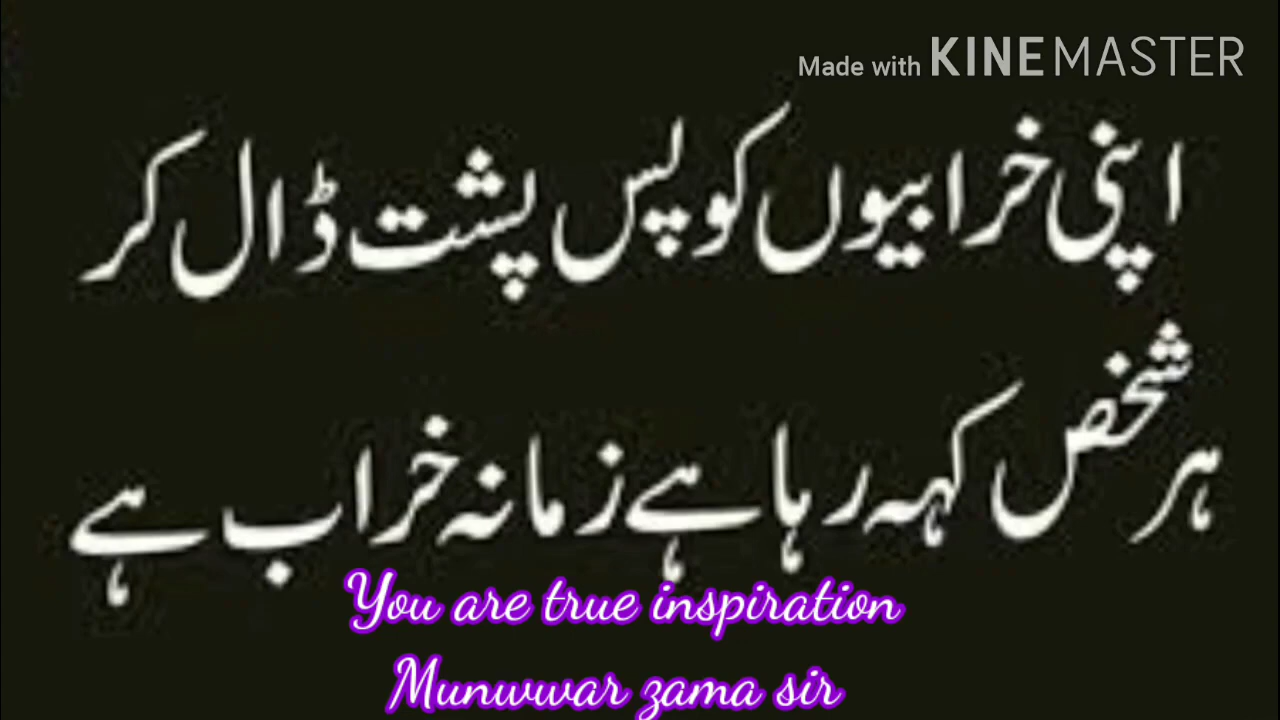 Made with KINEMASTER
اپنی خرابیوں کو پس پشت ڈال کر
ہر شخص کہہ رہا ہے زمانہ خراب ہے
You are true inspiration
Munwwar zama sir